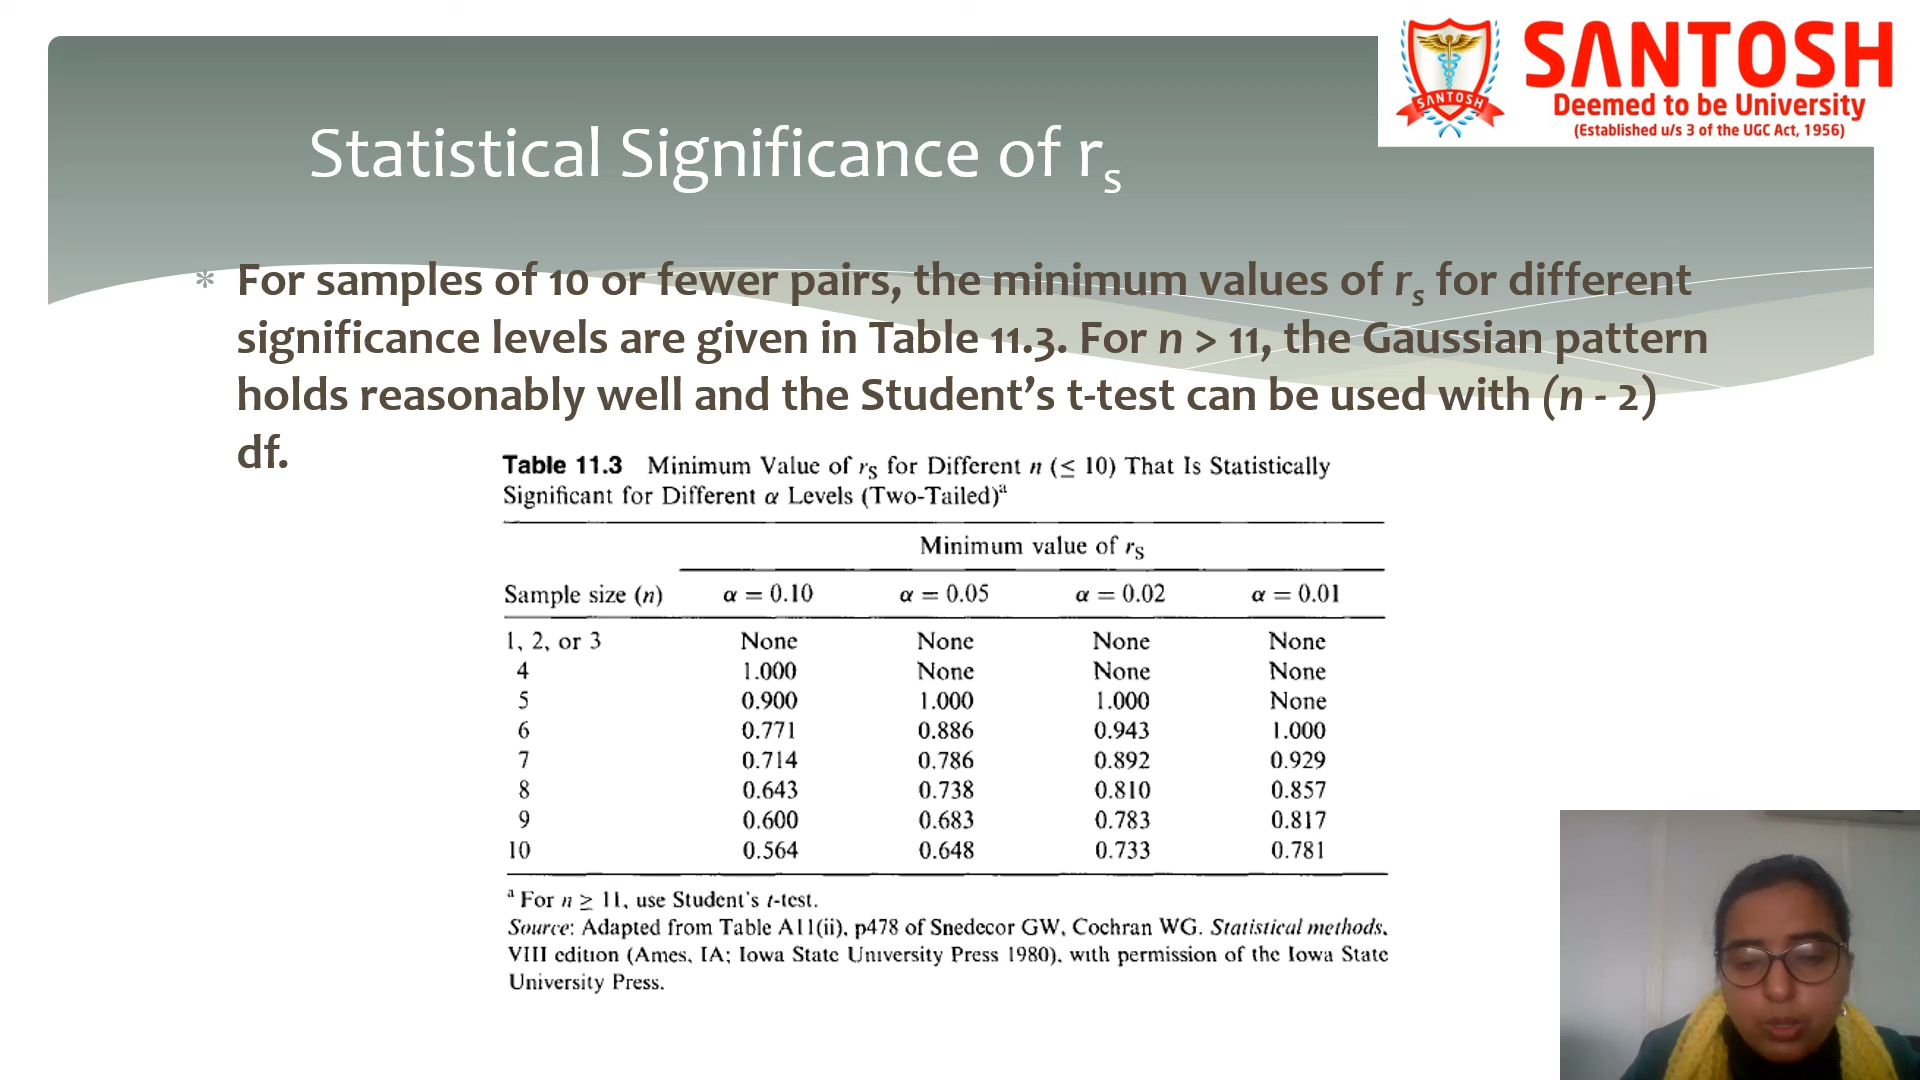 SANTOSH
Deemed to be University
(Established u/s 3 of the UGC Act, 1956)
SANTOSH
Statistical Significance of rs
* For samples of 10 or fewer pairs, the minimum values of rs for different
significance levels are given in Table 11.3. For n > 11, the Gaussian pattern
holds reasonably well and the Student’s t-test can be used with (n - 2)
df.
Table 11.3 Minimum Value of rS for Different n (≤ 10) That Is Statistically
Significant for Different α Levels (Two-Tailed)a
Minimum value of rS
Sample size (n) α = 0.10 α = 0.05 α = 0.02 α = 0.01
1, 2, or 3 None None None None
4 1.000 None None None
5 0.900 1.000 1.000 None
6 0.771 0.886 0.943 1.000
7 0.714 0.786 0.892 0.929
8 0.643 0.738 0.810 0.857
9 0.600 0.683 0.783 0.817
10 0.564 0.648 0.733 0.781
a For n ≥ 11, use Student's t-test.
Source: Adapted from Table A11(ii), p478 of Snedecor GW, Cochran WG. Statistical methods,
VIII edition (Ames, IA; Iowa State University Press 1980), with permission of the Iowa State
University Press.